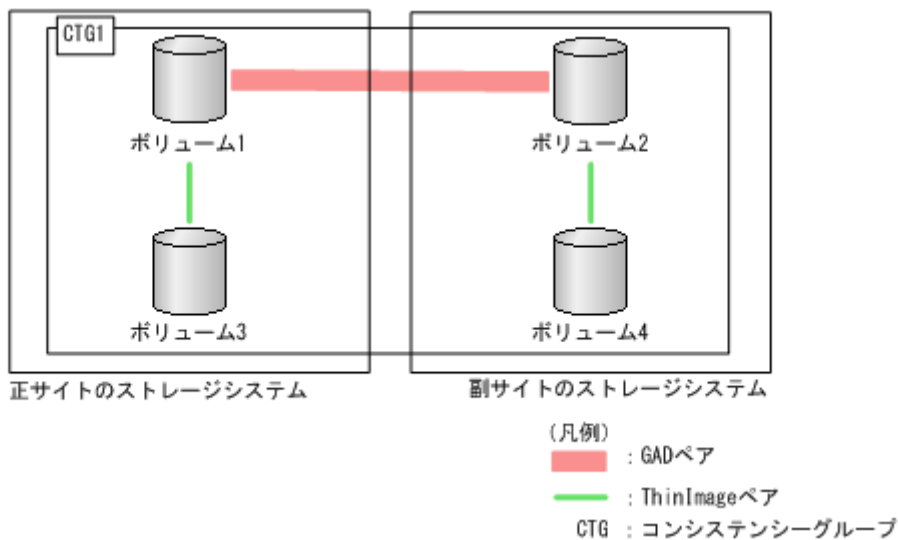 CTG1
ボリューム1
ボリューム2
ボリューム3
ボリューム4
正サイトのストレージシステム
副サイトのストレージシステム
(凡例)
: GADペア
: ThinImageペア
CTG : コンシステンシーグループ